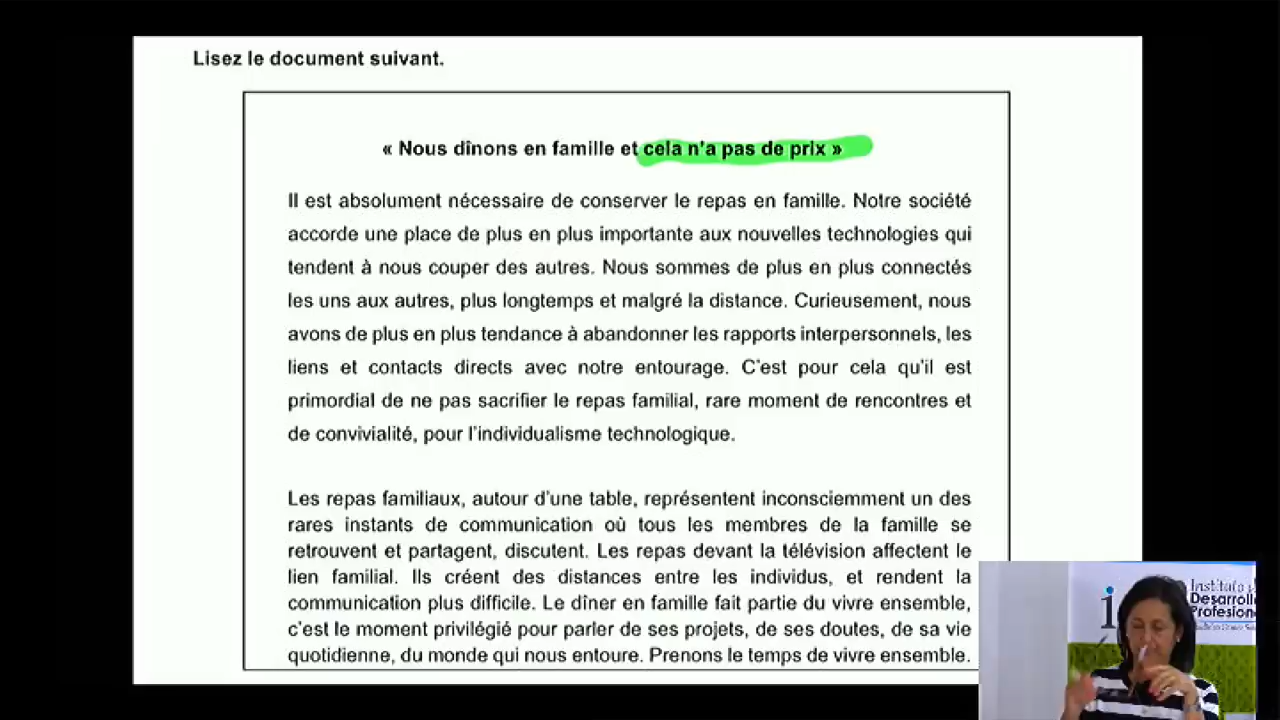 Lisez le document suivant.
« Nous dînons en famille et cela n'a pas de prix »
Il est absolument nécessaire de conserver le repas en famille. Notre société
accorde une place de plus en plus importante aux nouvelles technologies qui
tendent à nous couper des autres. Nous sommes de plus en plus connectés
les uns aux autres, plus longtemps et malgré la distance. Curieusement, nous
avons de plus en plus tendance à abandonner les rapports interpersonnels, les
liens et contacts directs avec notre entourage. C'est pour cela qu'il est
primordial de ne pas sacrifier le repas familial, rare moment de rencontres et
de convivialité, pour l'individualisme technologique.
Les repas familiaux, autour d'une table, représentent inconsciemment un des
rares instants de communication où tous les membres de la famille se
retrouvent et partagent, discutent. Les repas devant la télévision affectent le
lien familial. Ils créent des distances entre les individus, et rendent la
communication plus difficile. Le dîner en famille fait partie du vivre ensemble,
c'est le moment privilégié pour parler de ses projets, de ses doutes, de sa vie
quotidienne, du monde qui nous entoure. Prenons le temps de vivre ensemble.
Instituto
Desarroll
Profesion